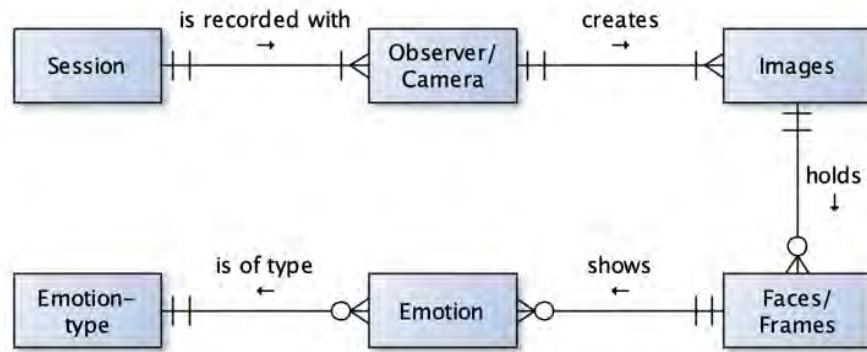 is recorded with
→
creates
→
Session
Observer/
Camera
Images
holds
↓
is of type
←
shows
←
Emotion-
type
Emotion
Faces/
Frames